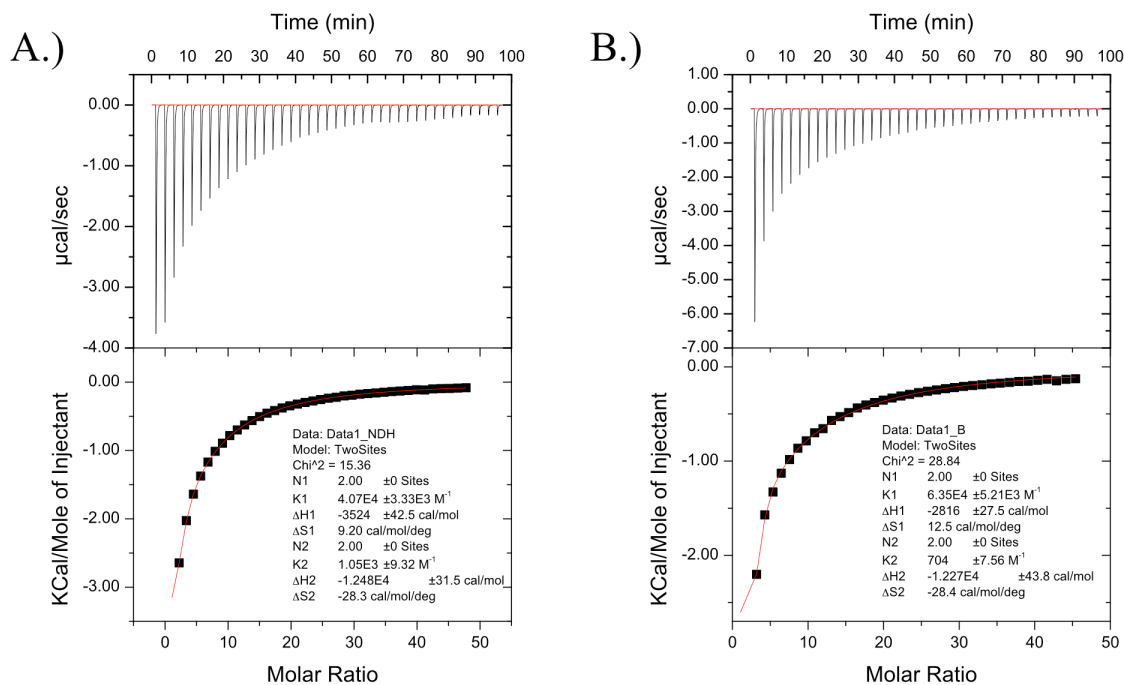 A.)
Time (min)
0 10 20 30 40 50 60 70 80 90 100
0.00
-1.00
-2.00
-3.00
-4.00
µcal/sec
0.00
-1.00
-2.00
-3.00
KCal/Mole of Injectant
Data: Data1_NDH
Model: TwoSites
Chi^2 = 15.36
N1 2.00 ±0 Sites
K1 4.07E4 ±3.33E3 M⁻¹
ΔH1 -3524 ±42.5 cal/mol
ΔS1 9.20 cal/mol/deg
N2 2.00 ±0 Sites
K2 1.05E3 ±9.32 M⁻¹
ΔH2 -1.248E4 ±31.5 cal/mol
ΔS2 -28.3 cal/mol/deg
0 10 20 30 40 50
Molar Ratio
B.)
Time (min)
0 10 20 30 40 50 60 70 80 90 100
1.00
0.00
-1.00
-2.00
-3.00
-4.00
-5.00
-6.00
-7.00
µcal/sec
0.00
-1.00
-2.00
KCal/Mole of Injectant
Data: Data1_B
Model: TwoSites
Chi^2 = 28.84
N1 2.00 ±0 Sites
K1 6.35E4 ±5.21E3 M⁻¹
ΔH1 -2816 ±27.5 cal/mol
ΔS1 12.5 cal/mol/deg
N2 2.00 ±0 Sites
K2 704 ±7.56 M⁻¹
ΔH2 -1.227E4 ±43.8 cal/mol
ΔS2 -28.4 cal/mol/deg
0 10 20 30 40 50
Molar Ratio